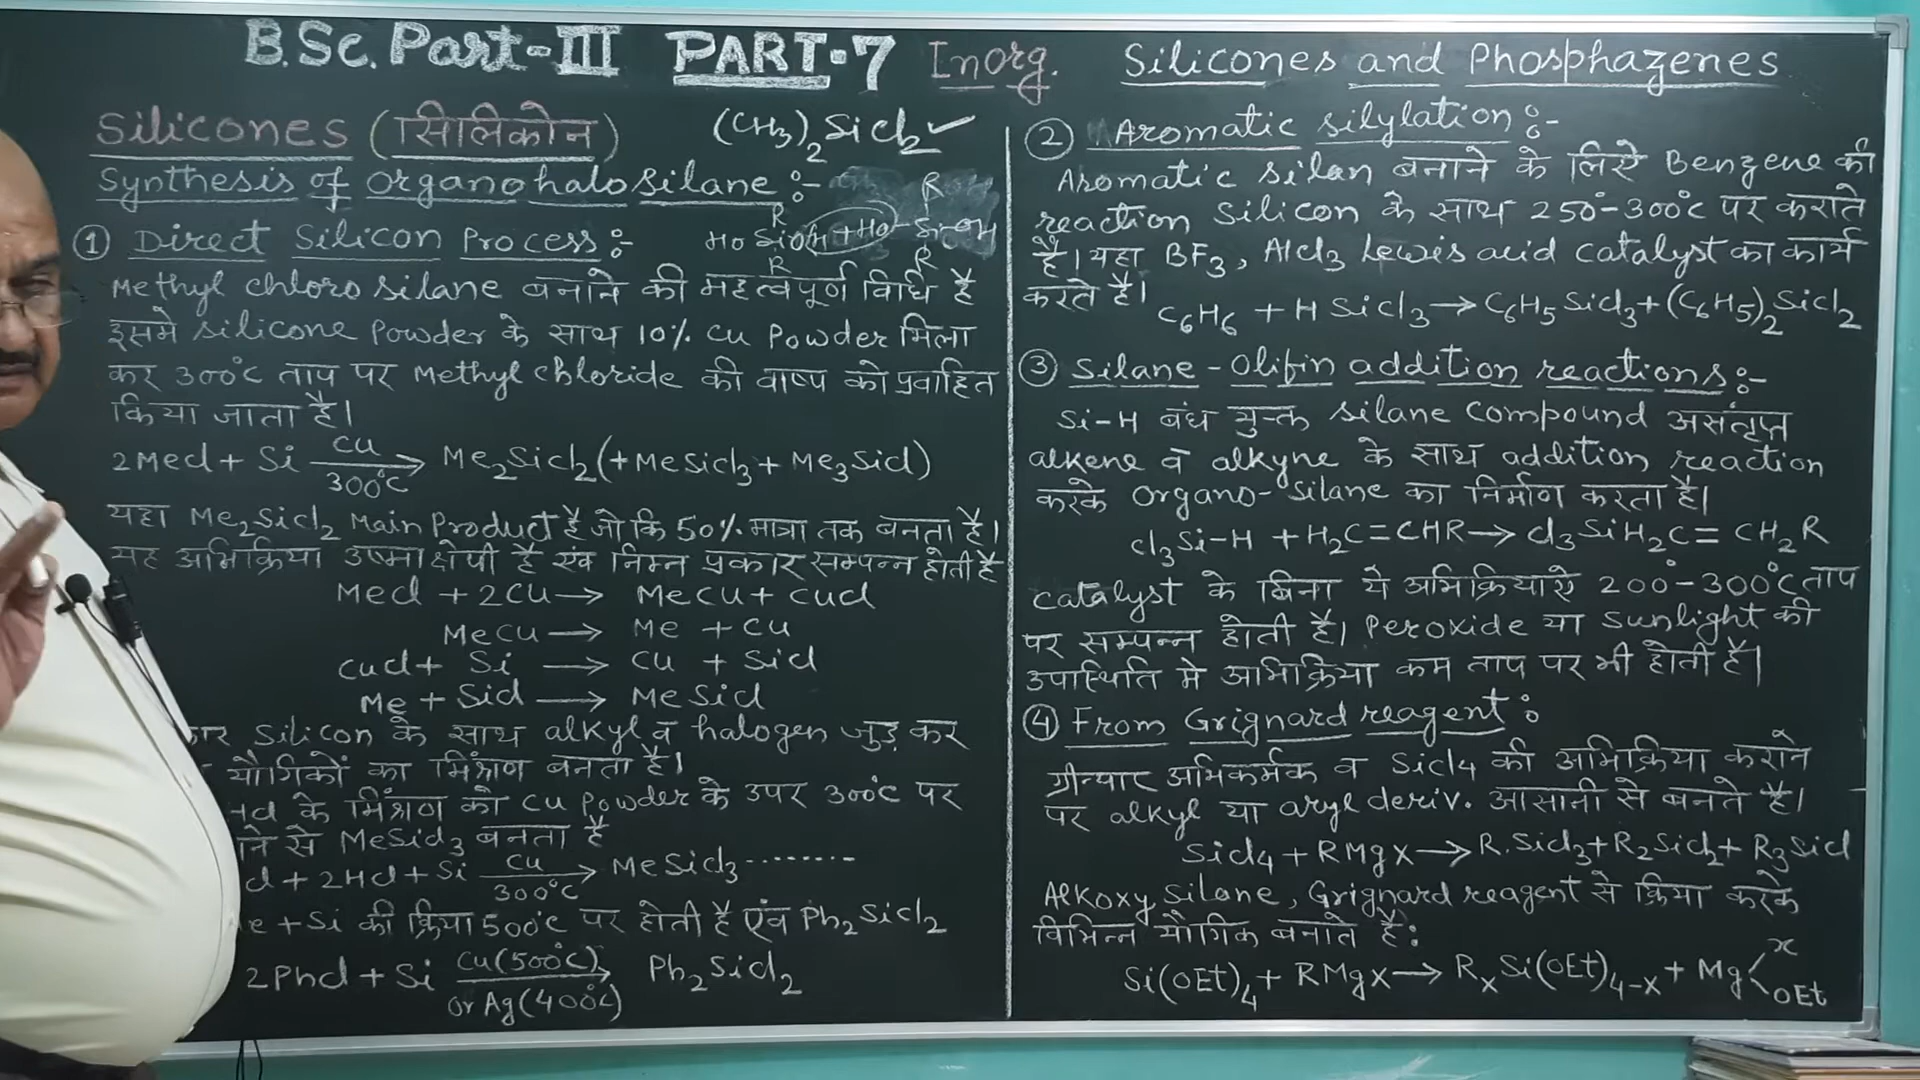 B.Sc. Part-III PART-7 Inorg. Silicones and Phosphazenes
Silicones (सिलिकोन) (CH3)2SiCl2 ✓
Synthesis of Organohalosilane :-
R R
① Direct Silicon Process :- HO SiOH + HO-Si-OH
R R
Methyl chloro silane बनाने की महत्वपूर्ण विधि है
इसमे silicone Powder के साथ 10% Cu Powder मिला
कर 300°C ताप पर Methyl chloride की वाष्प को प्रवाहित
किया जाता है।
2MeCl + Si Cu/300°C → Me2SiCl2 (+MeSiCl3 + Me3SiCl)
यहा Me2SiCl2 Main Product है जो कि 50% मात्रा तक बनता है।
यह अभिक्रिया उष्माक्षेपी है एंव निम्न प्रकार सम्पन्न होती है
MeCl + 2Cu → MeCu + CuCl
MeCu → Me + Cu
CuCl + Si → Cu + SiCl
Me + SiCl → MeSiCl
Silicon के साथ alkyl व halogen जुड़ कर
यौगिकों का मिंश्रण बनता है।
के मिंश्रण को Cu Powder के उपर 300°C पर
से MeSiCl3 बनता है
+ 2HCl + Si Cu/300°C → MeSiCl3 --------
+ Si की क्रिया 500°C पर होती है एंव Ph2SiCl2
2PhCl + Si Cu(500°C)/or Ag(400°C) → Ph2SiCl2
② Aromatic silylation :-
Aromatic silan बनाने के लिऐ Benzene की
reaction Silicon के साथ 250°-300°C पर कराते
है। यहा BF3, AlCl3 Lewis acid catalyst का कार्य
करते है।
C6H6 + HSiCl3 → C6H5SiCl3 + (C6H5)2SiCl2
③ Silane-Olifin addition reactions :-
Si-H बंध युक्त silane compound असंतृप्त
alkene व alkyne के साथ addition reaction
करके Organo-Silane का निर्माण करता है।
Cl3Si-H + H2C=CHR → Cl3SiH2C=CH2R
Catalyst के बिना ये अभिक्रियाऐ 200°-300°C ताप
पर सम्पन्न होती है। Peroxide या Sunlight की
उपास्थिति मे अभिक्रिया कम ताप पर भी होती है।
④ From Grignard reagent :
ग्रीन्यार अभिकर्मक व SiCl4 की अभिक्रिया कराने
पर alkyl या aryl deriv. आसानी से बनते है।
SiCl4 + RMgX → R.SiCl3 + R2SiCl2 + R3SiCl
Alkoxy silane, Grignard reagent से क्रिया करके
विभिन्न यौगिक बनाते है:
Si(OEt)4 + RMgX → RxSi(OEt)4-x + Mg<X OEt